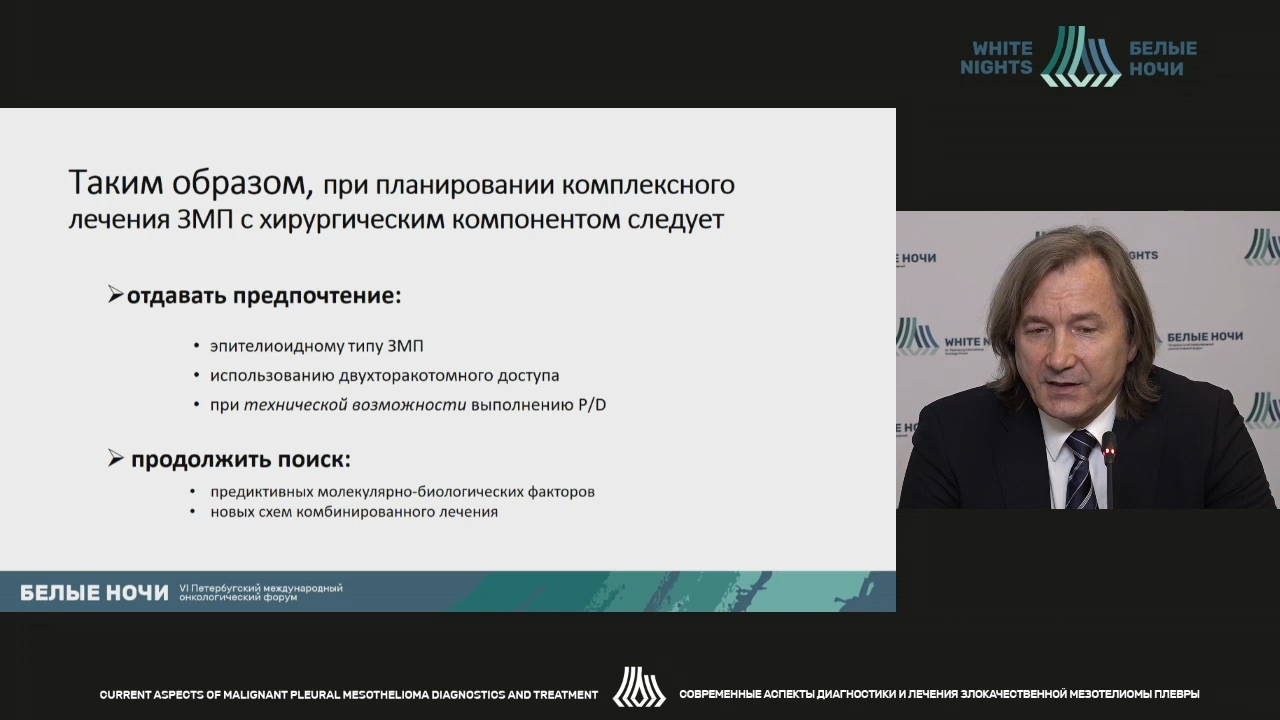 WHITE
NIGHTS
БЕЛЫЕ
НОЧИ
Таким образом, при планировании комплексного
лечения ЗМП с хирургическим компонентом следует
отдавать предпочтение:
эпителиоидному типу ЗМП
использованию двухторакотомного доступа
при технической возможности выполнению P/D
продолжить поиск:
предиктивных молекулярно-биологических факторов
новых схем комбинированного лечения
БЕЛЫЕ НОЧИ
VI Петербугский международный
онкологический форум
Е НОЧИ
GHTS
WHITE N
БЕЛЫЕ НОЧИ
Е НО
CURRENT ASPECTS OF MALIGNANT PLEURAL MESOTHELIOMA DIAGNOSTICS AND TREATMENT
СОВРЕМЕННЫЕ АСПЕКТЫ ДИАГНОСТИКИ И ЛЕЧЕНИЯ ЗЛОКАЧЕСТВЕННОЙ МЕЗОТЕЛИОМЫ ПЛЕВРЫ